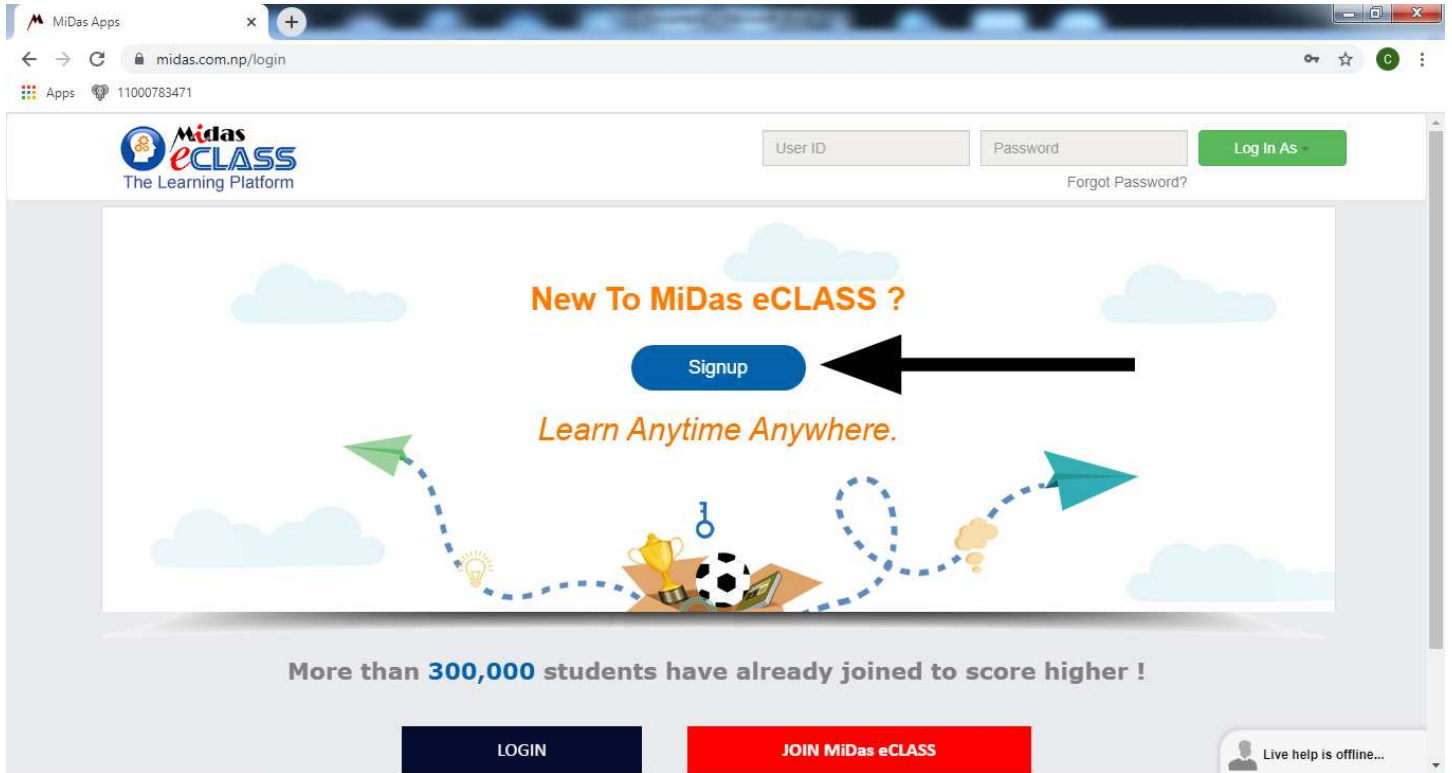 MiDas Apps
midas.com.np/login
C
Apps 11000783471
Midas
eCLASS
The Learning Platform
User ID Password Log In As
Forgot Password?
New To MiDas eCLASS ?
Signup
Learn Anytime Anywhere.
More than 300,000 students have already joined to score higher !
LOGIN JOIN MiDas eCLASS
Live help is offline...